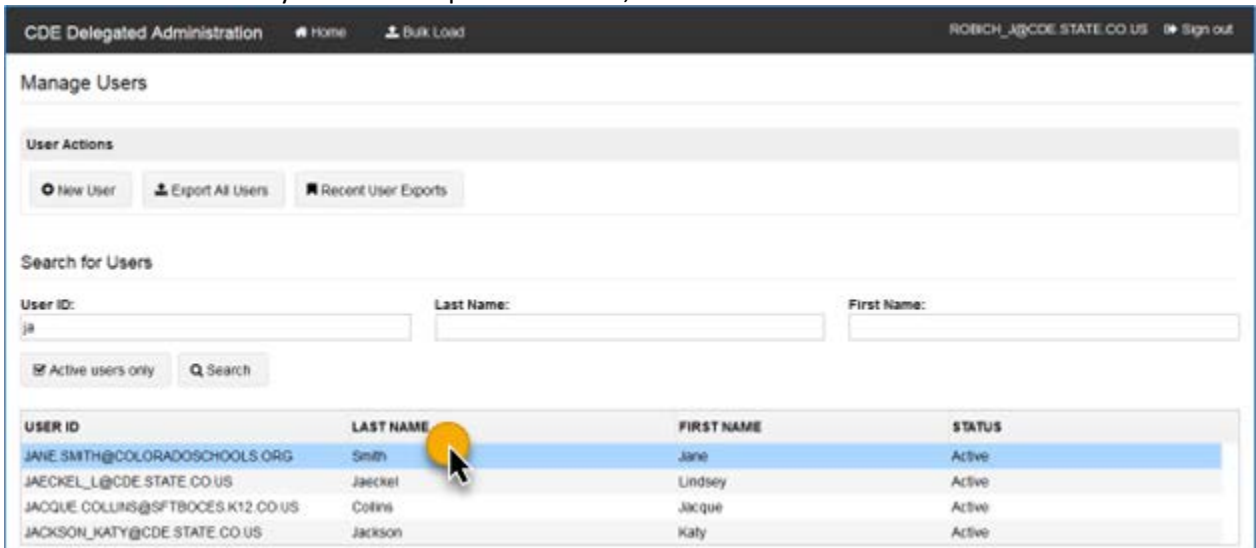 CDE Delegated Administration Home Bulk Load ROBICH_J@CDE.STATE.CO.US Sign out
Manage Users
User Actions
New User Export All Users Recent User Exports
Search for Users
User ID: Last Name: First Name:
ja
Active users only Search
USER ID LAST NAME FIRST NAME STATUS
JANE.SMITH@COLORADOSCHOOLS.ORG Smith Jane Active
JAECKEL_L@CDE.STATE.CO.US Jaeckel Lindsey Active
JACQUE.COLLINS@SFTBOCES.K12.CO.US Collins Jacque Active
JACKSON_KATY@CDE.STATE.CO.US Jackson Katy Active